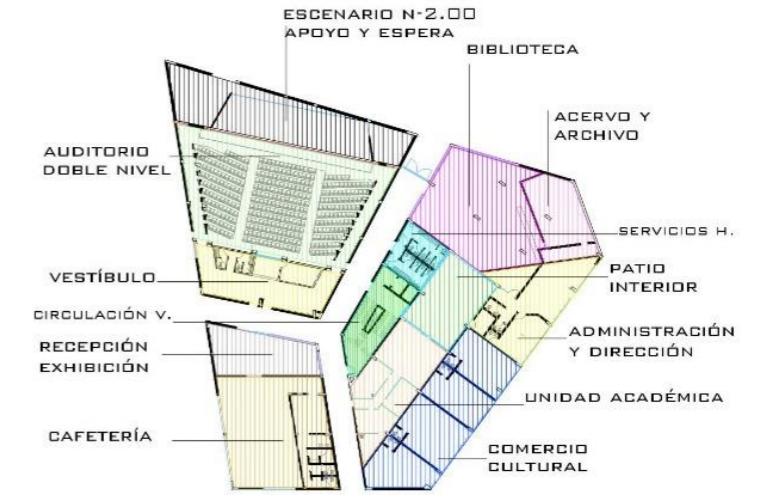 ESCENARIO N-2.00
APOYO Y ESPERA
BIBLIOTECA
ACERVO Y
ARCHIVO
AUDITORIO
DOBLE NIVEL
SERVICIOS H.
VESTÍBULO
PATIO
INTERIOR
CIRCULACIÓN V.
ADMINISTRACIÓN
Y DIRECCIÓN
RECEPCIÓN
EXHIBICIÓN
UNIDAD ACADÉMICA
CAFETERÍA
COMERCIO
CULTURAL